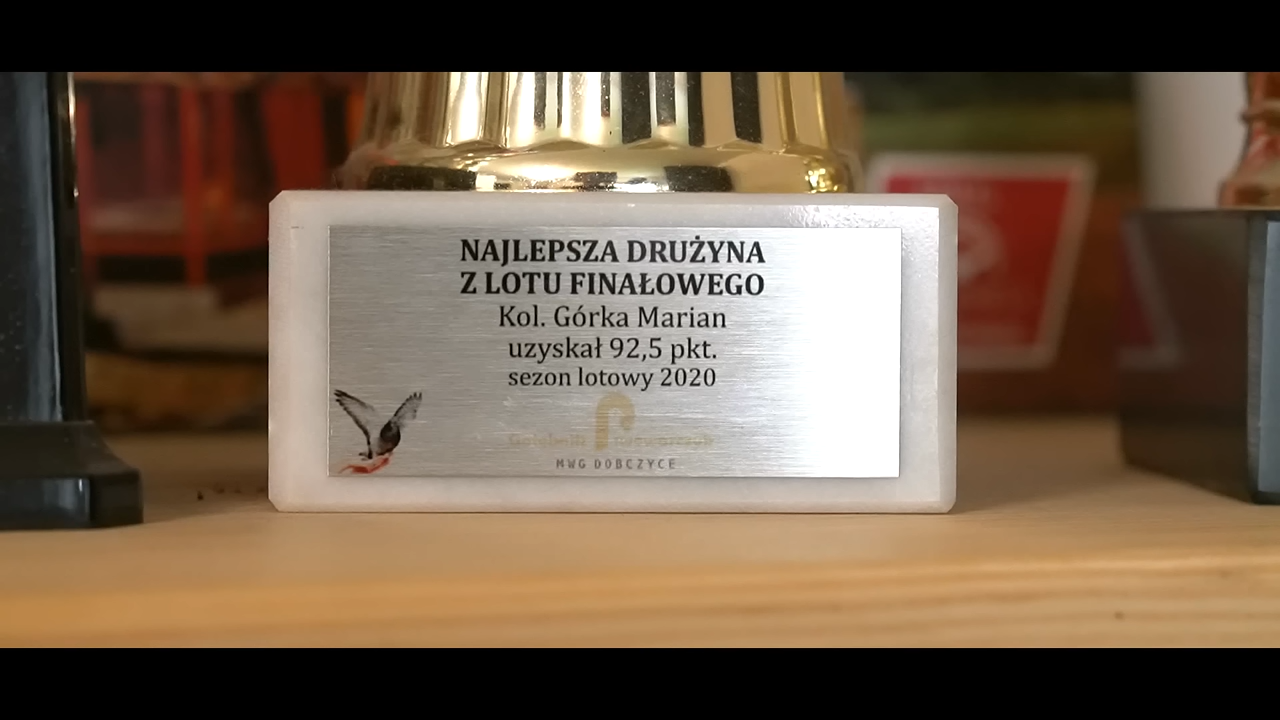 NAJLEPSZA DRUŻYNA
Z LOTU FINAŁOWEGO
Kol. Górka Marian
uzyskał 92,5 pkt.
sezon lotowy 2020
MWG DOBCZYCE